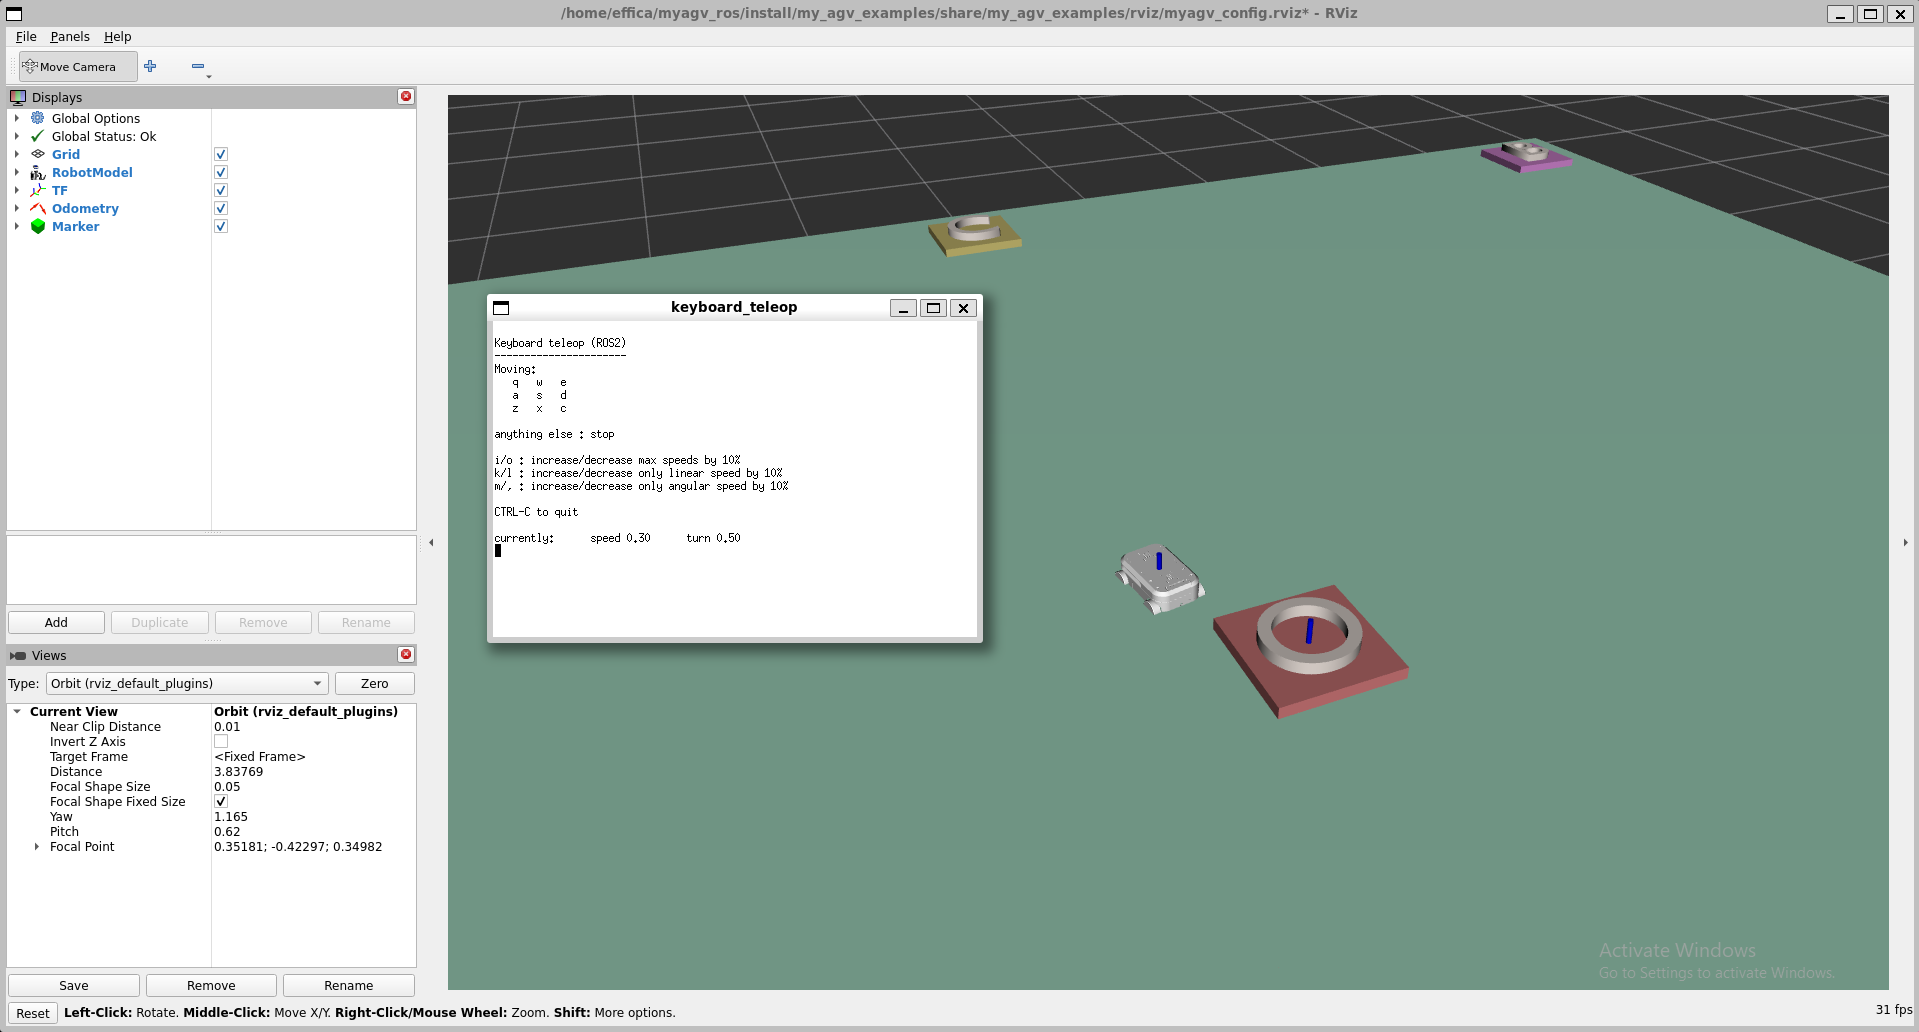 /home/effica/myagv_ros/install/my_agv_examples/share/my_agv_examples/rviz/myagv_config.rviz* - RViz
File Panels Help
Move Camera
Displays
Global Options
Global Status: Ok
Grid
RobotModel
TF
Odometry
Marker
Add Duplicate Remove Rename
Views
Type: Orbit (rviz_default_plugins) Zero
Current View Orbit (rviz_default_plugins)
Near Clip Distance 0.01
Invert Z Axis
Target Frame <Fixed Frame>
Distance 3.83769
Focal Shape Size 0.05
Focal Shape Fixed Size
Yaw 1.165
Pitch 0.62
Focal Point 0.35181; -0.42297; 0.34982
Save Remove Rename
Reset Left-Click: Rotate. Middle-Click: Move X/Y. Right-Click/Mouse Wheel: Zoom. Shift: More options.
31 fps
keyboard_teleop
Keyboard teleop (ROS2)
----------------------
Moving:
q w e
a s d
z x c
anything else : stop
i/o : increase/decrease max speeds by 10%
k/l : increase/decrease only linear speed by 10%
m/, : increase/decrease only angular speed by 10%
CTRL-C to quit
currently: speed 0.30 turn 0.50
Activate Windows
Go to Settings to activate Windows.